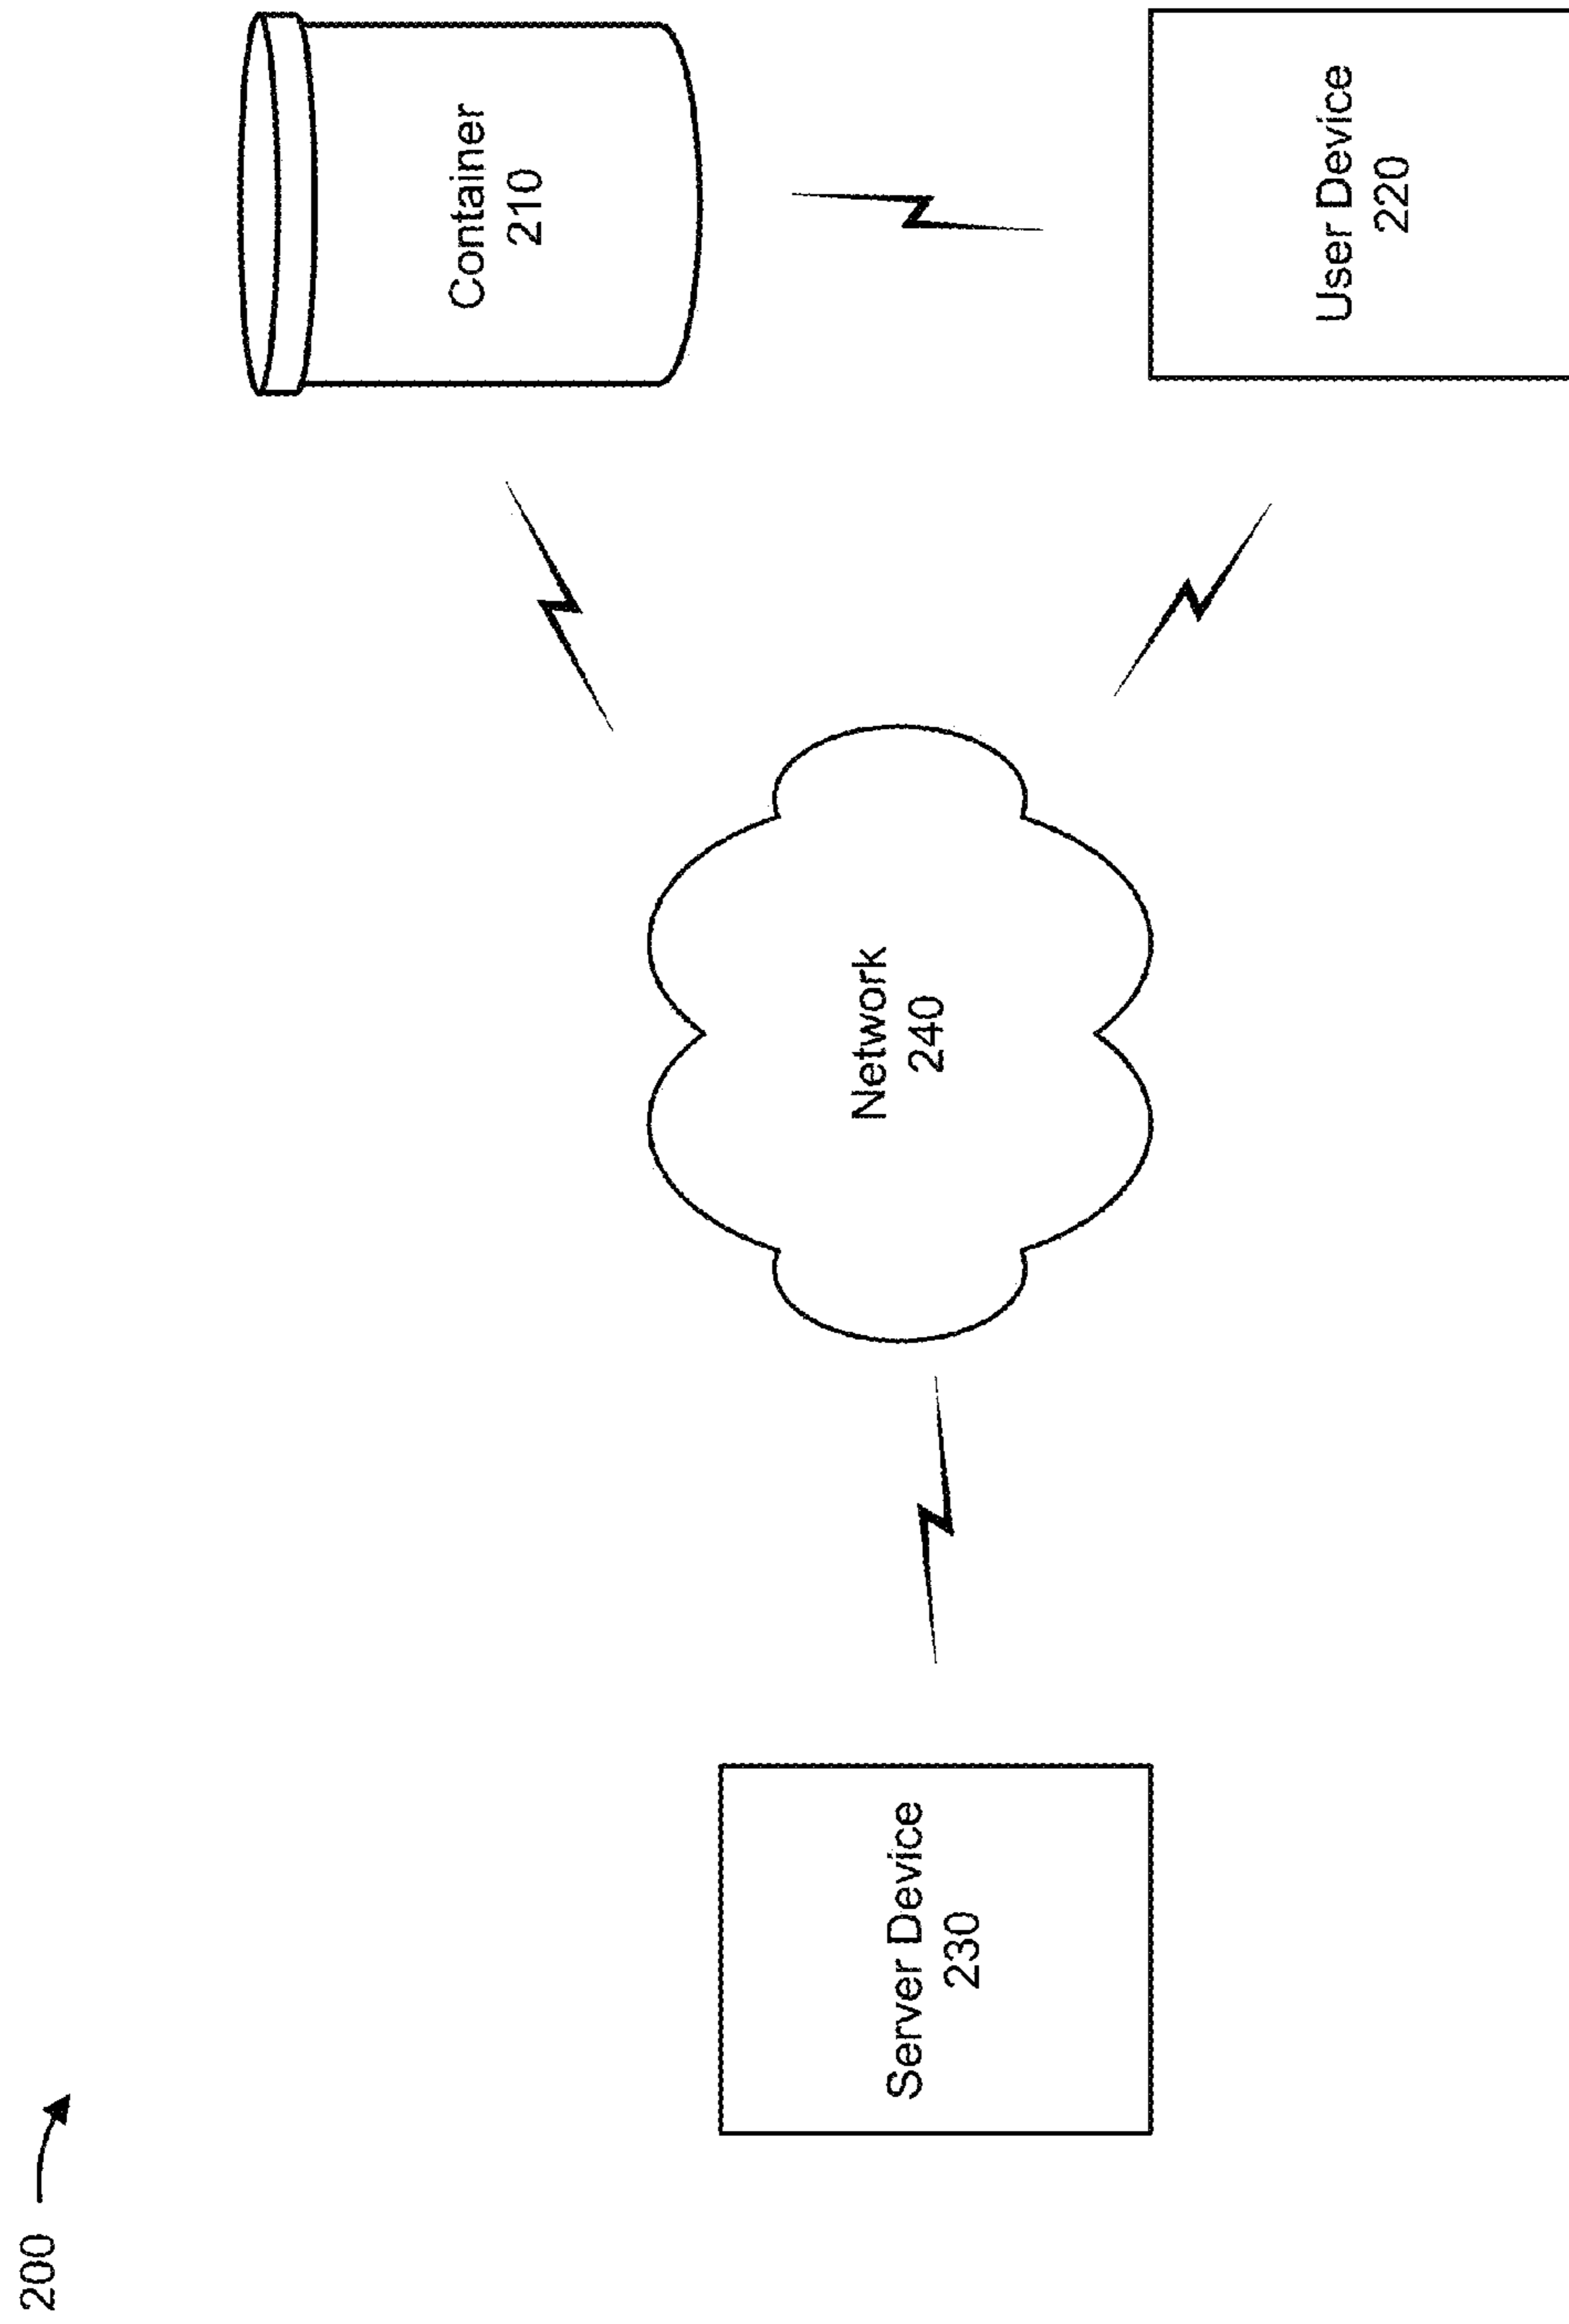 200
Server Device
230
Network
240
Container
210
User Device
220